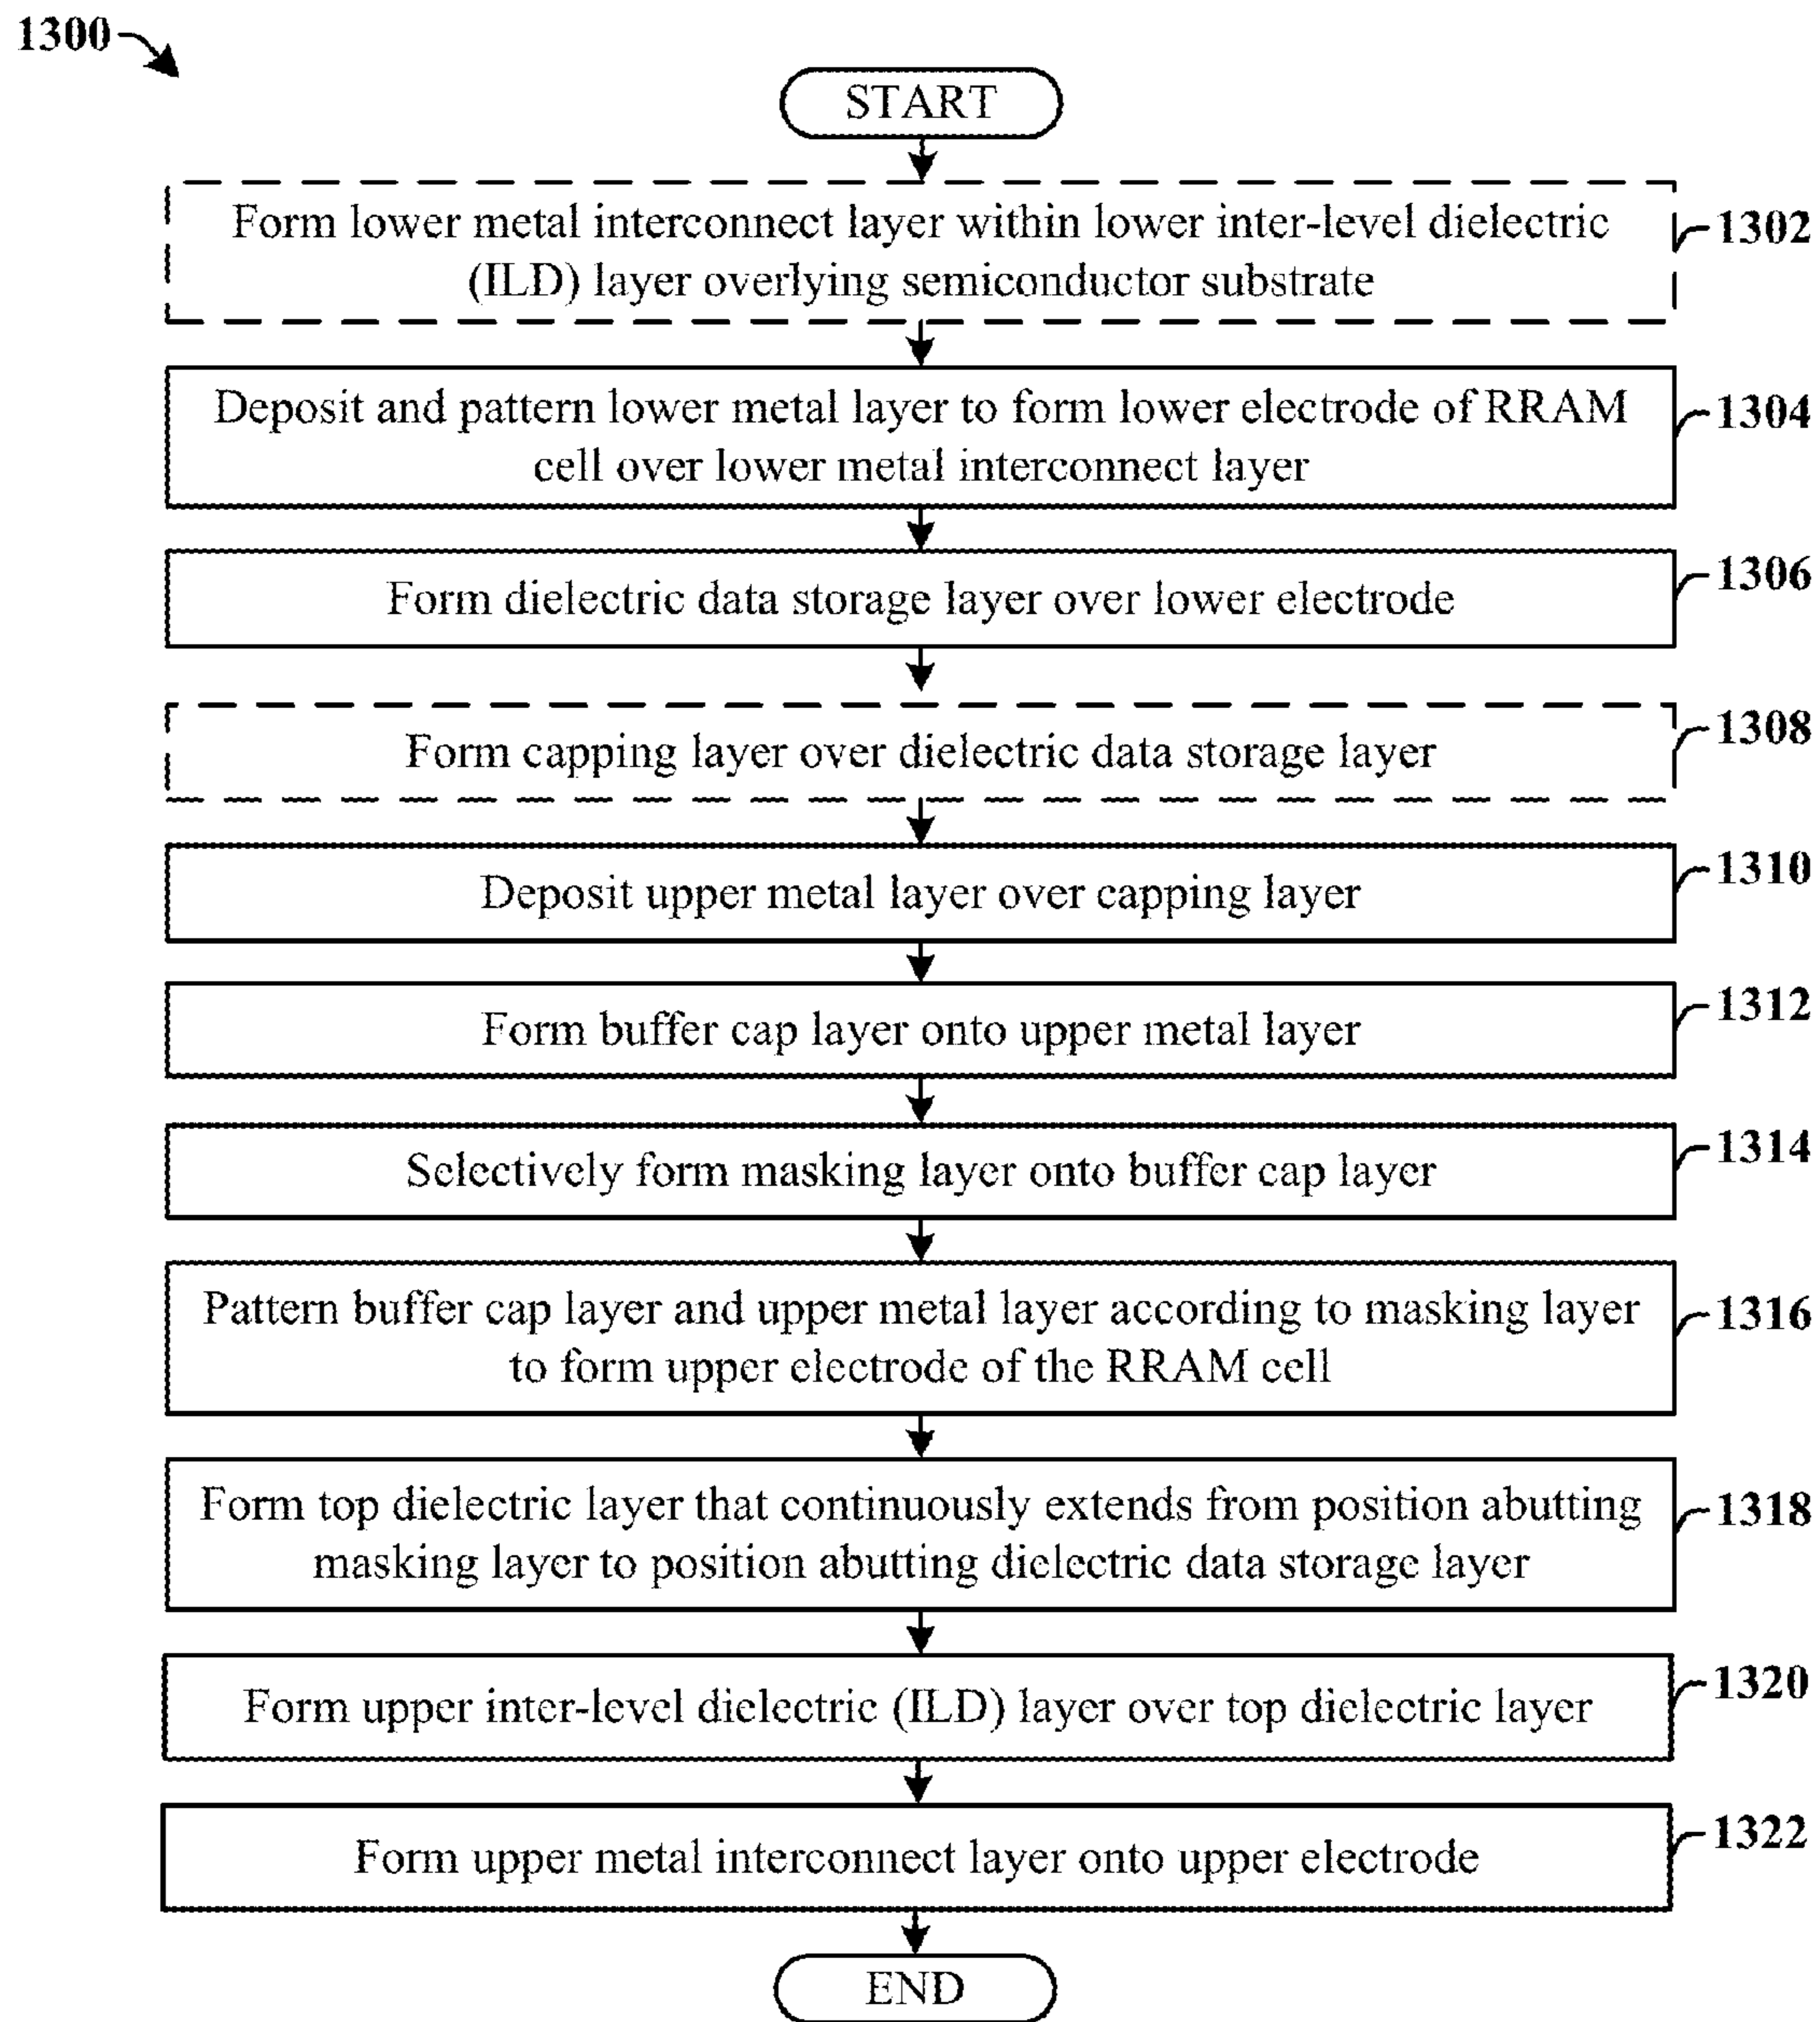 1300
START
Form lower metal interconnect layer within lower inter-level dielectric
(ILD) layer overlying semiconductor substrate
1302
Deposit and pattern lower metal layer to form lower electrode of RRAM
cell over lower metal interconnect layer
1304
Form dielectric data storage layer over lower electrode
1306
Form capping layer over dielectric data storage layer
1308
Deposit upper metal layer over capping layer
1310
Form buffer cap layer onto upper metal layer
1312
Selectively form masking layer onto buffer cap layer
1314
Pattern buffer cap layer and upper metal layer according to masking layer
to form upper electrode of the RRAM cell
1316
Form top dielectric layer that continuously extends from position abutting
masking layer to position abutting dielectric data storage layer
1318
Form upper inter-level dielectric (ILD) layer over top dielectric layer
1320
Form upper metal interconnect layer onto upper electrode
1322
END